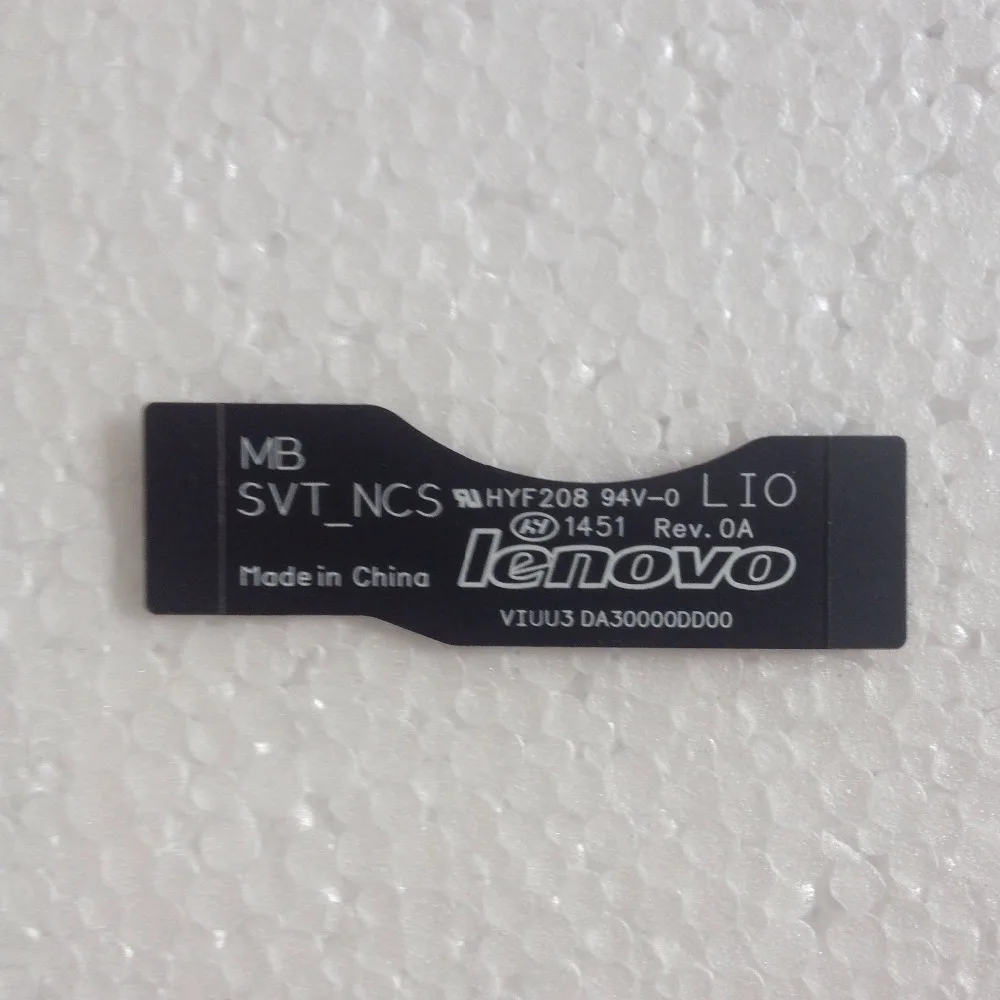 MB
SVT_NCS HYF208 94V-0 LIO
1451 Rev. 0A
Made in China lenovo
VIUU3 DA30000DD00